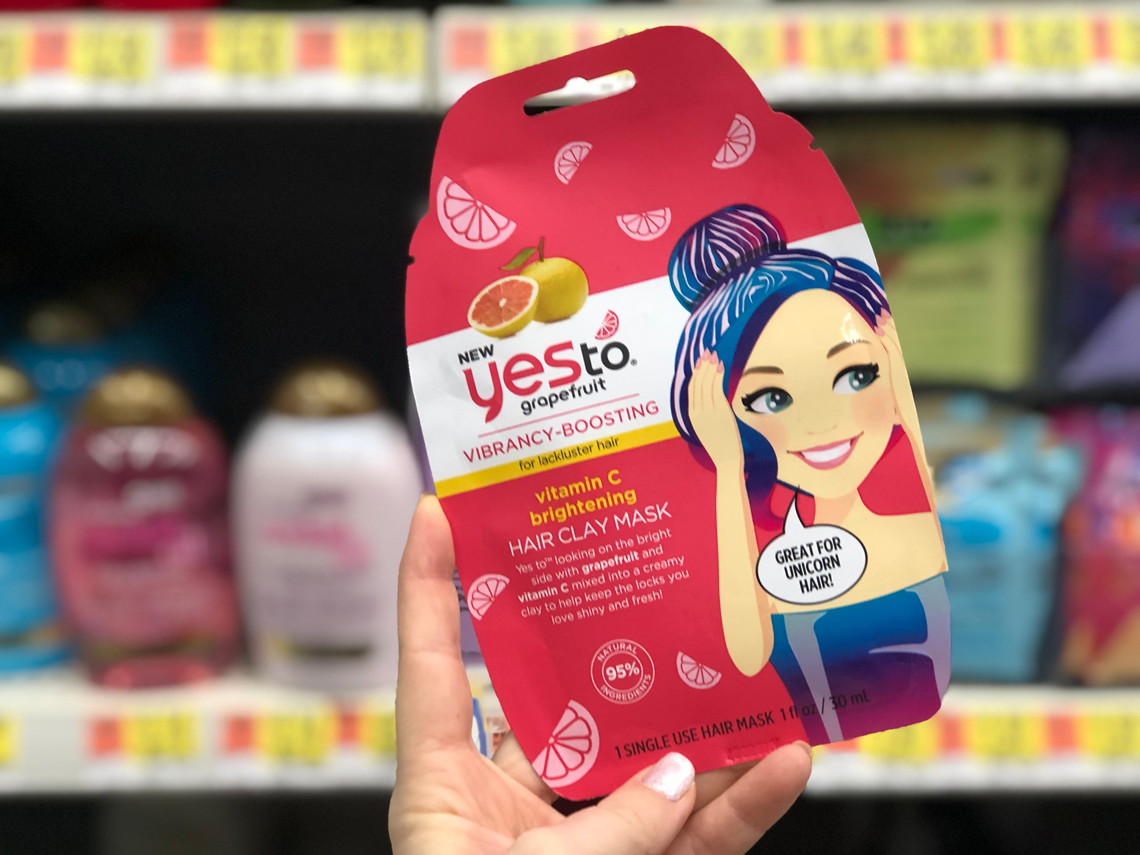 NEW
yesto®
grapefruit
VIBRANCY-BOOSTING
for lackluster hair
vitamin C
brightening
HAIR CLAY MASK
Yes to™ looking on the bright
side with grapefruit and
vitamin C mixed into a creamy
clay to help keep the locks you
love shiny and fresh!
GREAT FOR
UNICORN
HAIR!
NATURAL
95%
INGREDIENTS
1 SINGLE USE HAIR MASK 1 fl oz / 30 mL